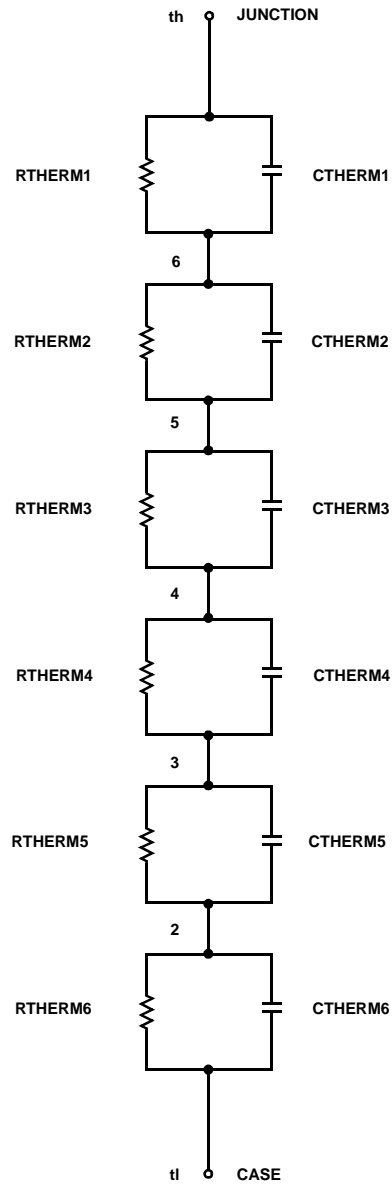 th JUNCTION
RTHERM1 CTHERM1
6
RTHERM2 CTHERM2
5
RTHERM3 CTHERM3
4
RTHERM4 CTHERM4
3
RTHERM5 CTHERM5
2
RTHERM6 CTHERM6
tl CASE